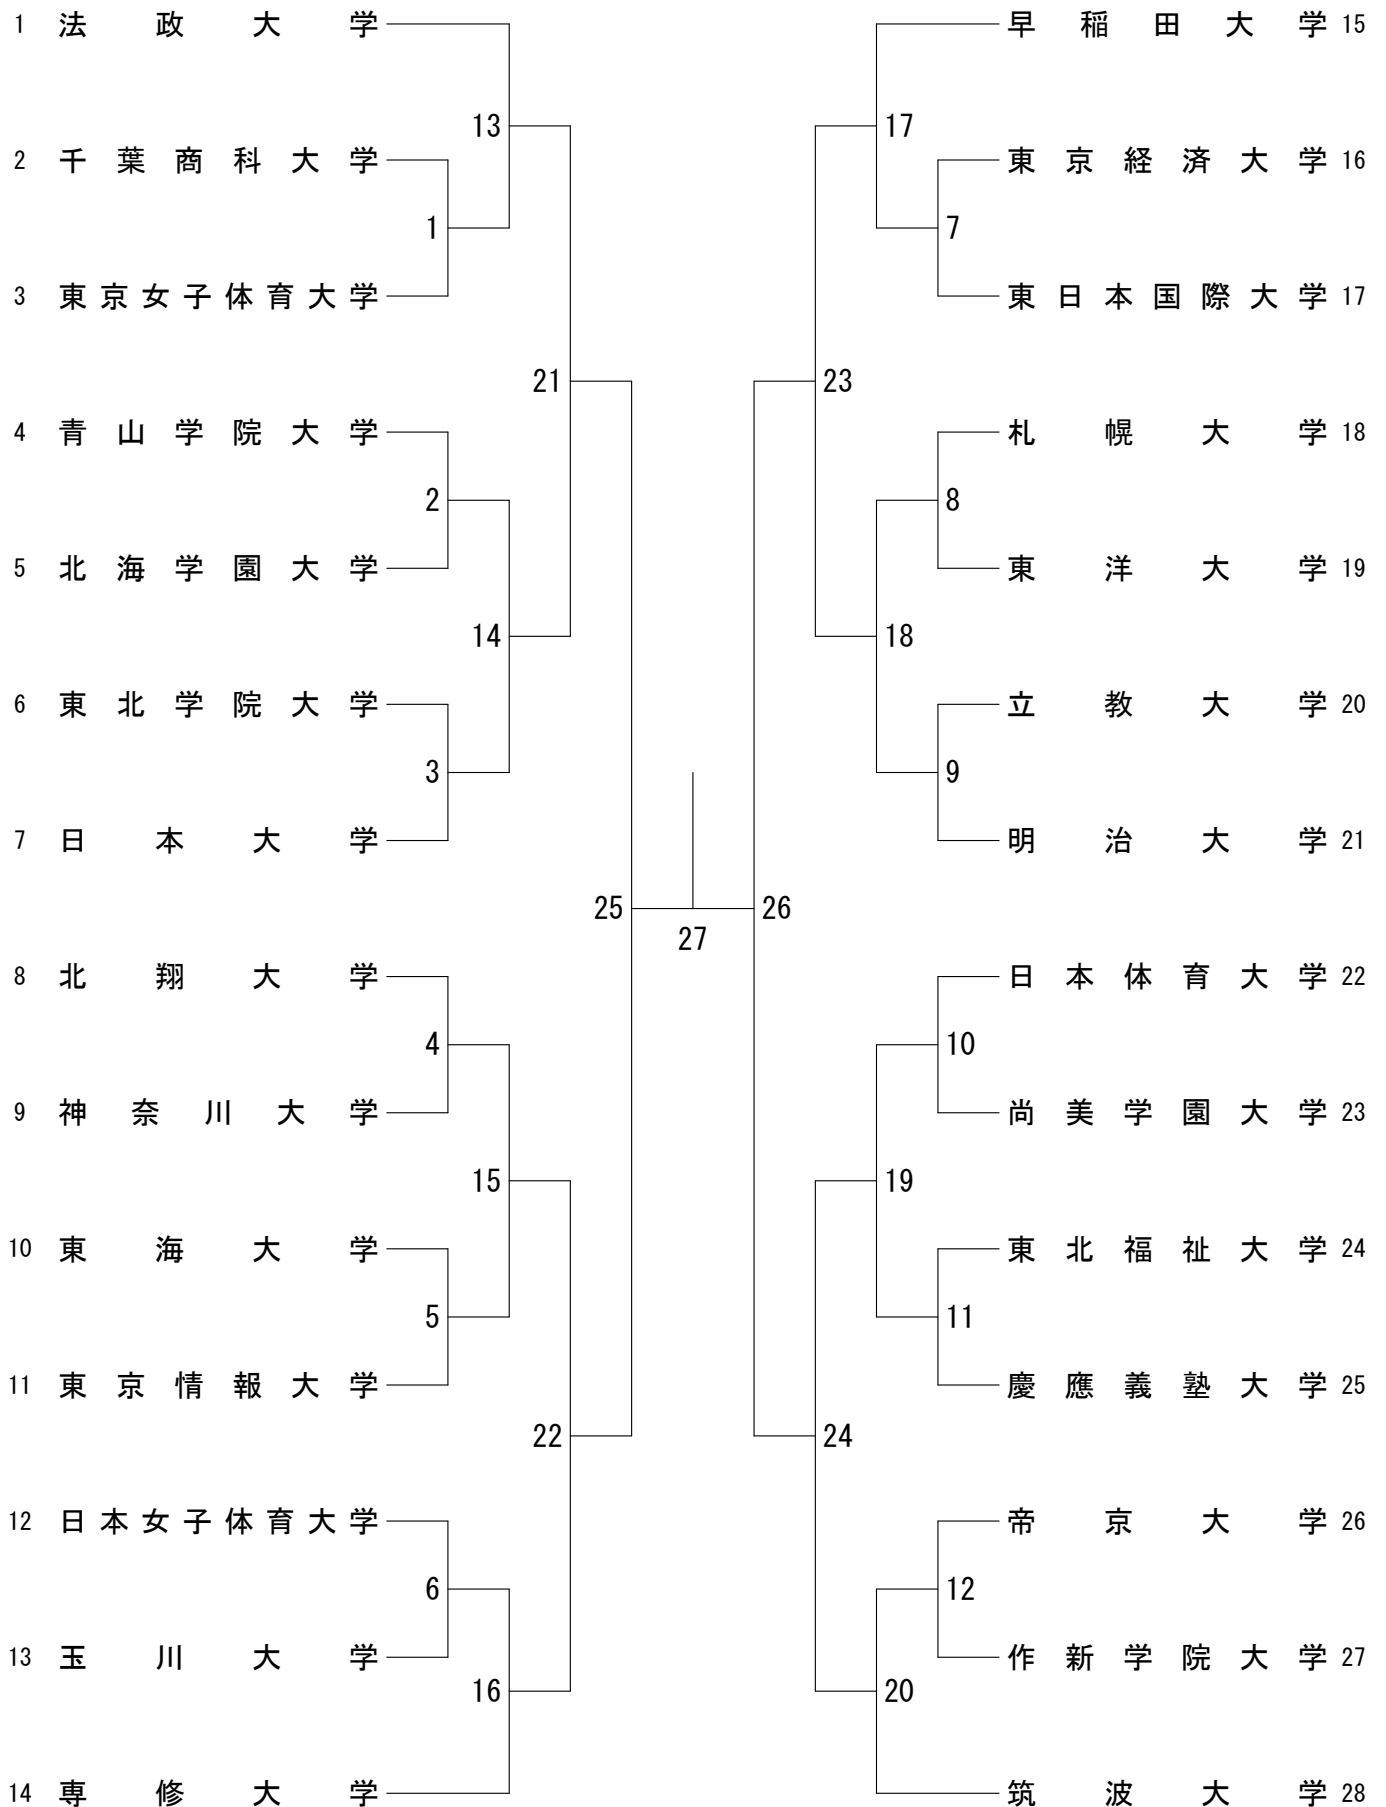 1 法政大学
早稲田大学 15
13
17
2 千葉商科大学
東京経済大学 16
1
7
3 東京女子体育大学
東日本国際大学 17
21
23
4 青山学院大学
札幌大学 18
2
8
5 北海学園大学
東洋大学 19
14
18
6 東北学院大学
立教大学 20
3
9
7 日本大学
明治大学 21
25
26
27
8 北翔大学
日本体育大学 22
4
10
9 神奈川大学
尚美学園大学 23
15
19
10 東海大学
東北福祉大学 24
5
11
11 東京情報大学
慶應義塾大学 25
22
24
12 日本女子体育大学
帝京大学 26
6
12
13 玉川大学
作新学院大学 27
16
20
14 専修大学
筑波大学 28